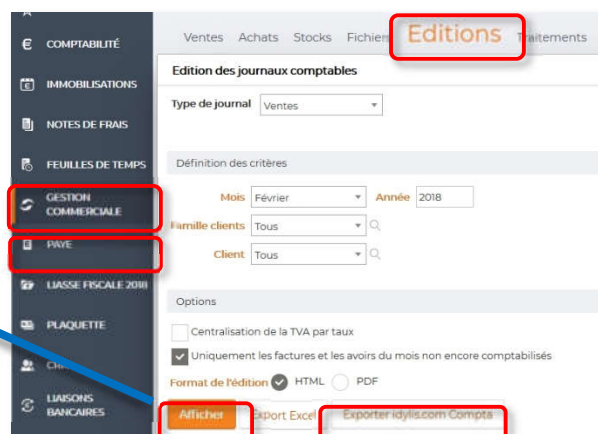 COMPTABILITÉ
IMMOBILISATIONS
NOTES DE FRAIS
FEUILLES DE TEMPS
GESTION
COMMERCIALE
PAYE
LIASSE FISCALE 2018
PLAQUETTE
LIAISONS
BANCAIRES
Ventes Achats Stocks Fichiers Editions Traitements
Edition des journaux comptables
Type de journal Ventes
Définition des critères
Mois Février Année 2018
Famille clients Tous
Client Tous
Options
Centralisation de la TVA par taux
Uniquement les factures et les avoirs du mois non encore comptabilisés
Format de l'édition HTML PDF
Afficher Export Excel Exporter idylis.com Compta